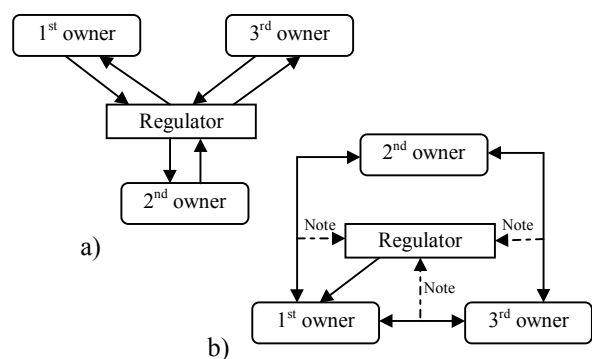 1st owner
3rd owner
Regulator
2nd owner
a)
2nd owner
Note
Note
Regulator
Note
1st owner
3rd owner
b)